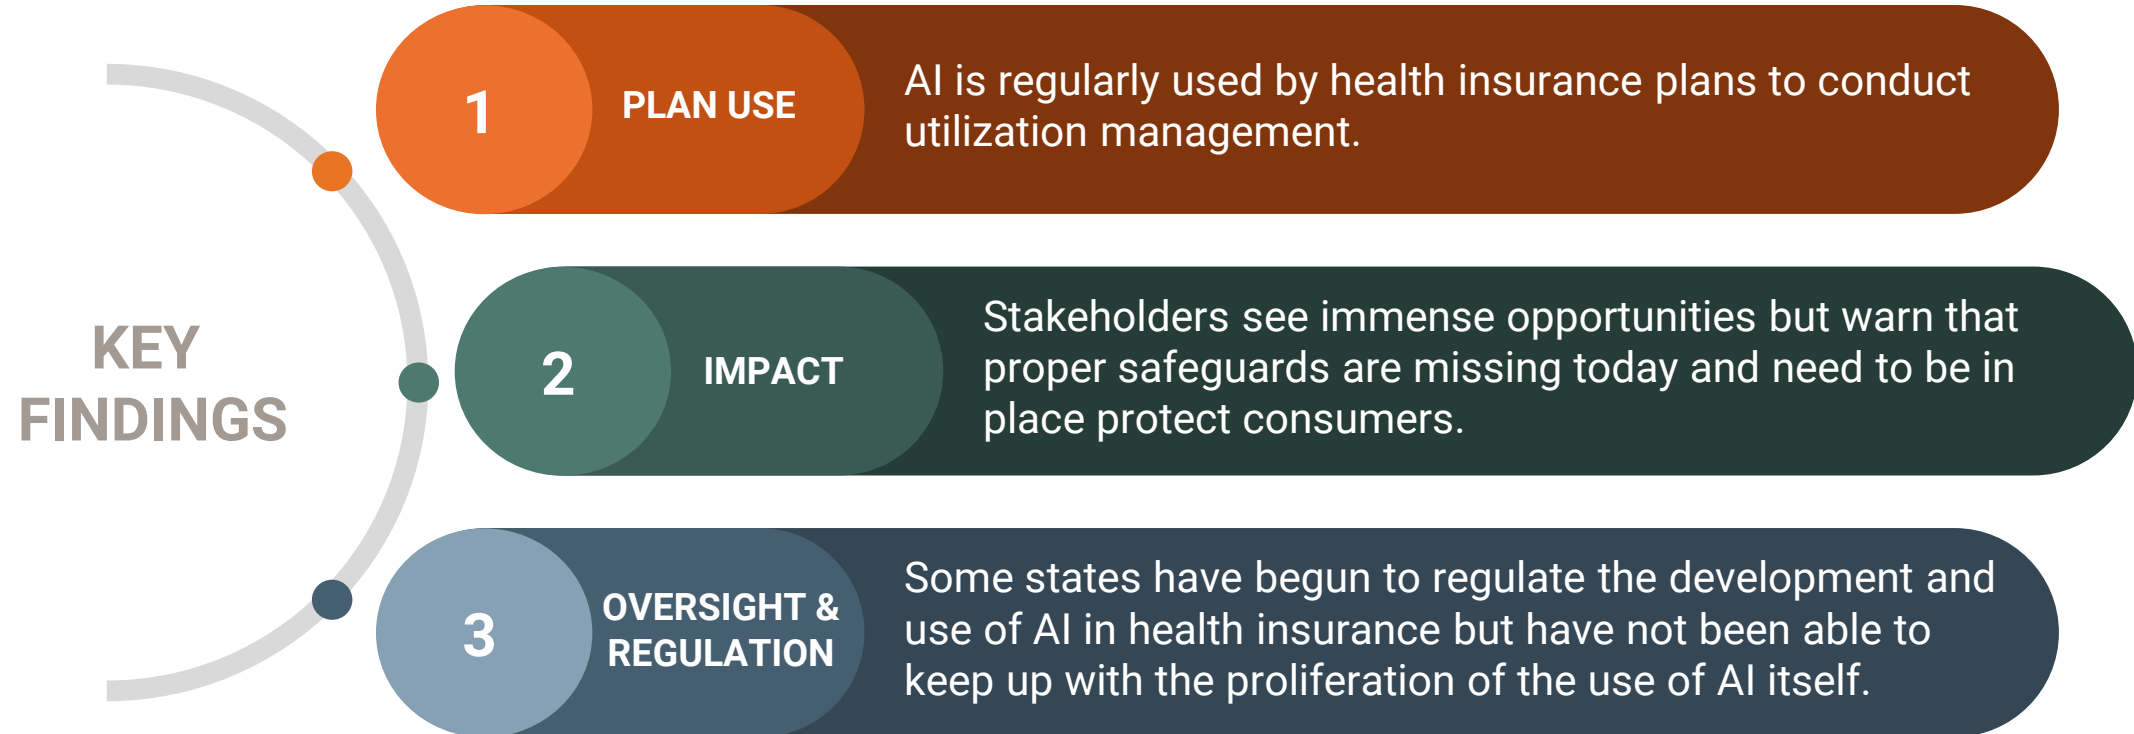 KEY
FINDINGS
1
PLAN USE
AI is regularly used by health insurance plans to conduct
utilization management.
2
IMPACT
Stakeholders see immense opportunities but warn that
proper safeguards are missing today and need to be in
place protect consumers.
3
OVERSIGHT &
REGULATION
Some states have begun to regulate the development and
use of AI in health insurance but have not been able to
keep up with the proliferation of the use of AI itself.